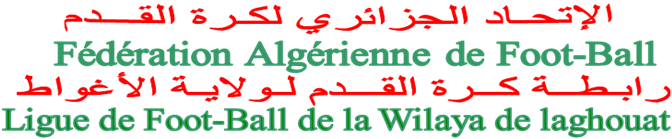 الإتحاد الجزائري لكرة القدم
Fédération Algérienne de Foot-Ball
رابطة كرة القدم لولاية الأغواط
Ligue de Foot-Ball de la Wilaya de laghouat